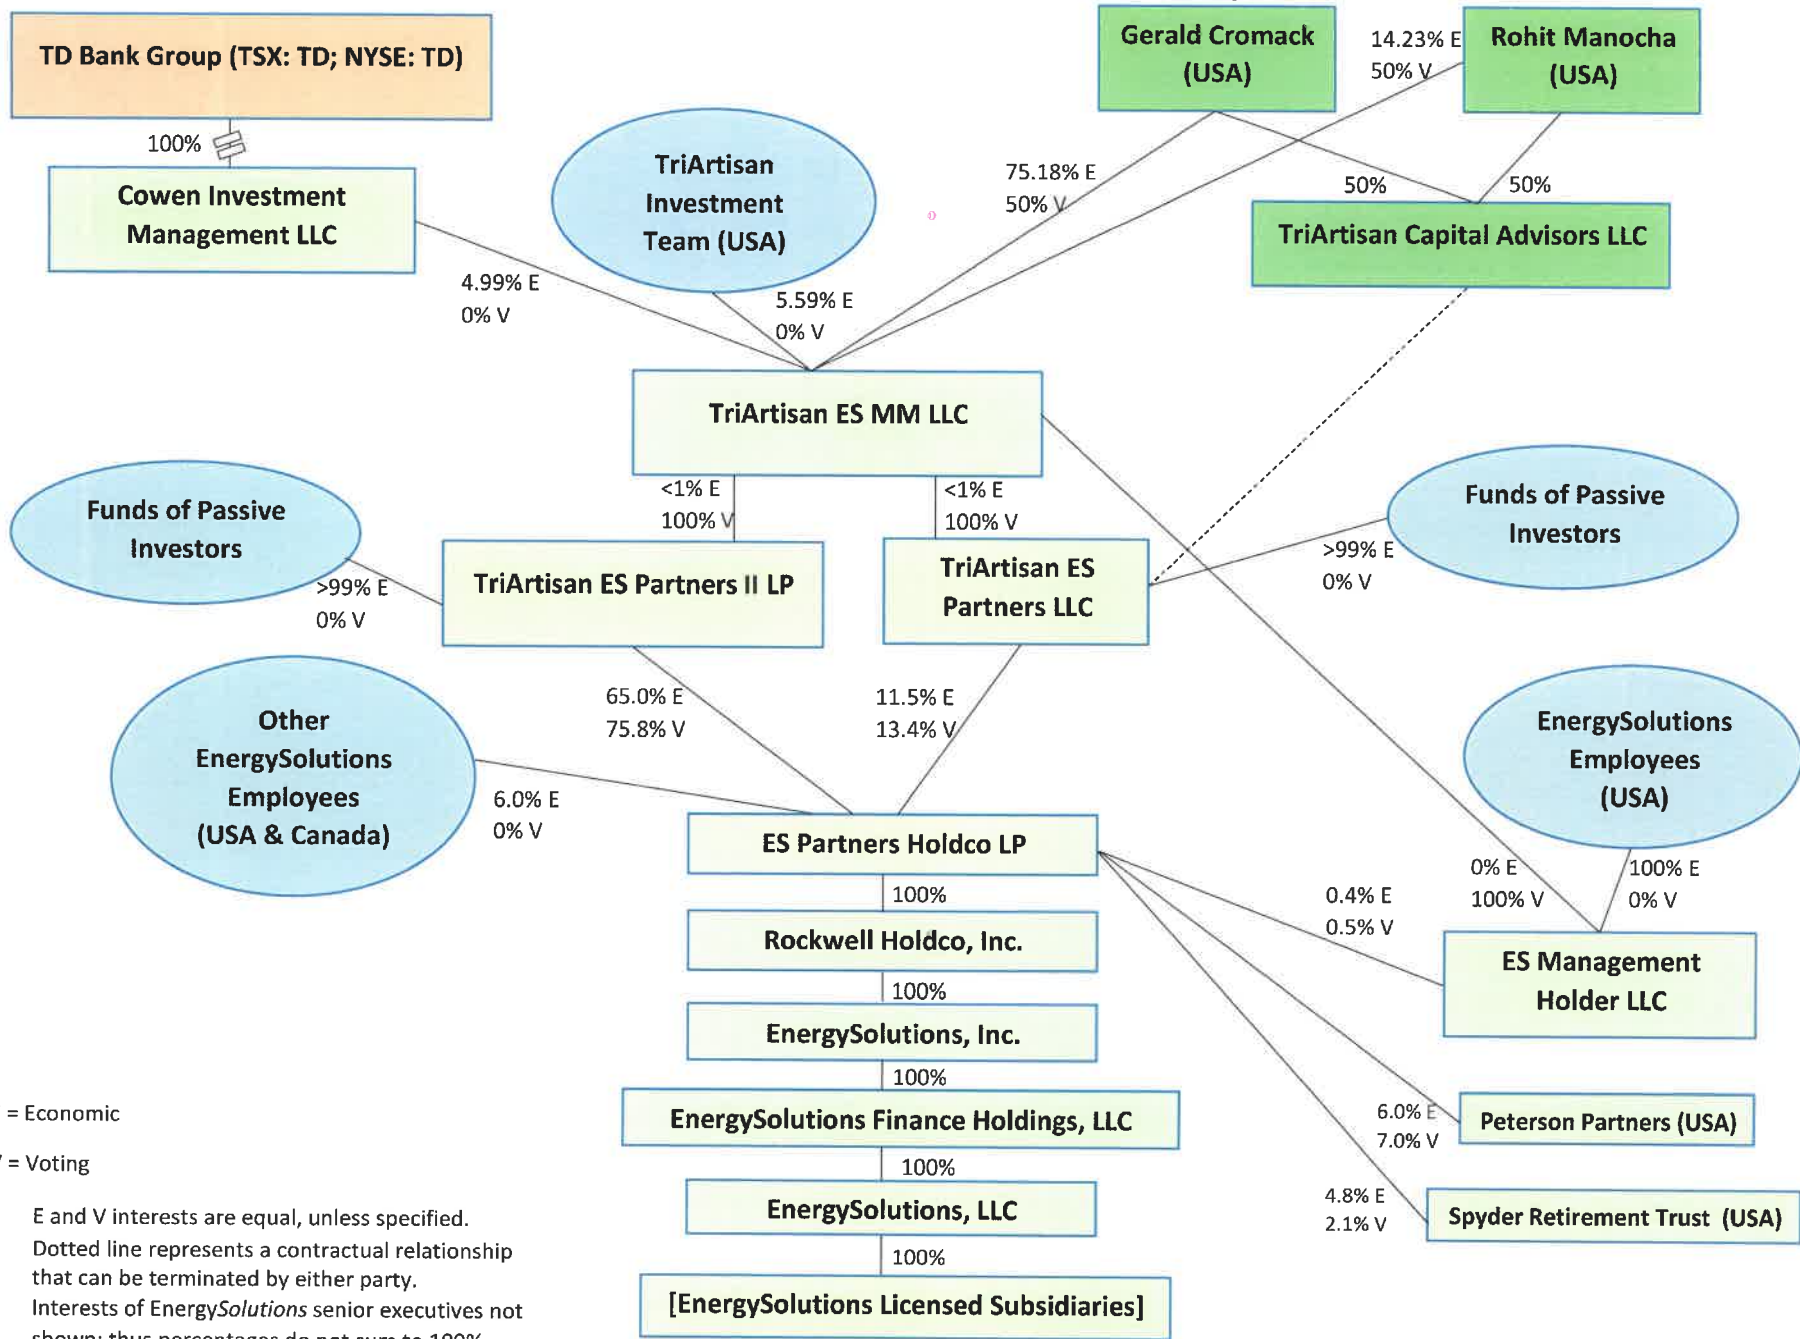 TD Bank Group (TSX: TD; NYSE: TD)
Gerald Cromack
(USA)
14.23% E
50% V
Rohit Manocha
(USA)
100%
Cowen Investment
Management LLC
TriArtisan
Investment
Team (USA)
75.18% E
50% V
50%
50%
TriArtisan Capital Advisors LLC
4.99% E
0% V
5.59% E
0% V
TriArtisan ES MM LLC
<1% E
100% V
<1% E
100% V
Funds of Passive
Investors
>99% E
0% V
TriArtisan ES Partners II LP
TriArtisan ES
Partners LLC
>99% E
0% V
Funds of Passive
Investors
Other
EnergySolutions
Employees
(USA & Canada)
6.0% E
0% V
65.0% E
75.8% V
11.5% E
13.4% V
EnergySolutions
Employees
(USA)
ES Partners Holdco LP
0% E
100% V
100% E
0% V
0.4% E
0.5% V
ES Management
Holder LLC
100%
Rockwell Holdco, Inc.
100%
EnergySolutions, Inc.
100%
EnergySolutions Finance Holdings, LLC
6.0% E
7.0% V
Peterson Partners (USA)
100%
EnergySolutions, LLC
4.8% E
2.1% V
Spyder Retirement Trust (USA)
100%
[EnergySolutions Licensed Subsidiaries]
= Economic
V = Voting
E and V interests are equal, unless specified.
Dotted line represents a contractual relationship
that can be terminated by either party.
Interests of EnergySolutions senior executives not
shown; thus percentages do not sum to 100%